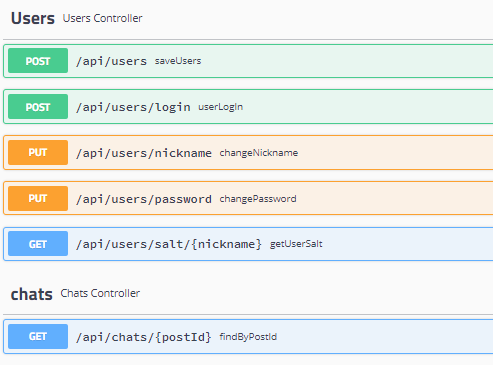 Users Users Controller
POST /api/users saveUsers
POST /api/users/login userLogIn
PUT /api/users/nickname changeNickname
PUT /api/users/password changePassword
GET /api/users/salt/{nickname} getUserSalt
chats Chats Controller
GET /api/chats/{postId} findByPostId